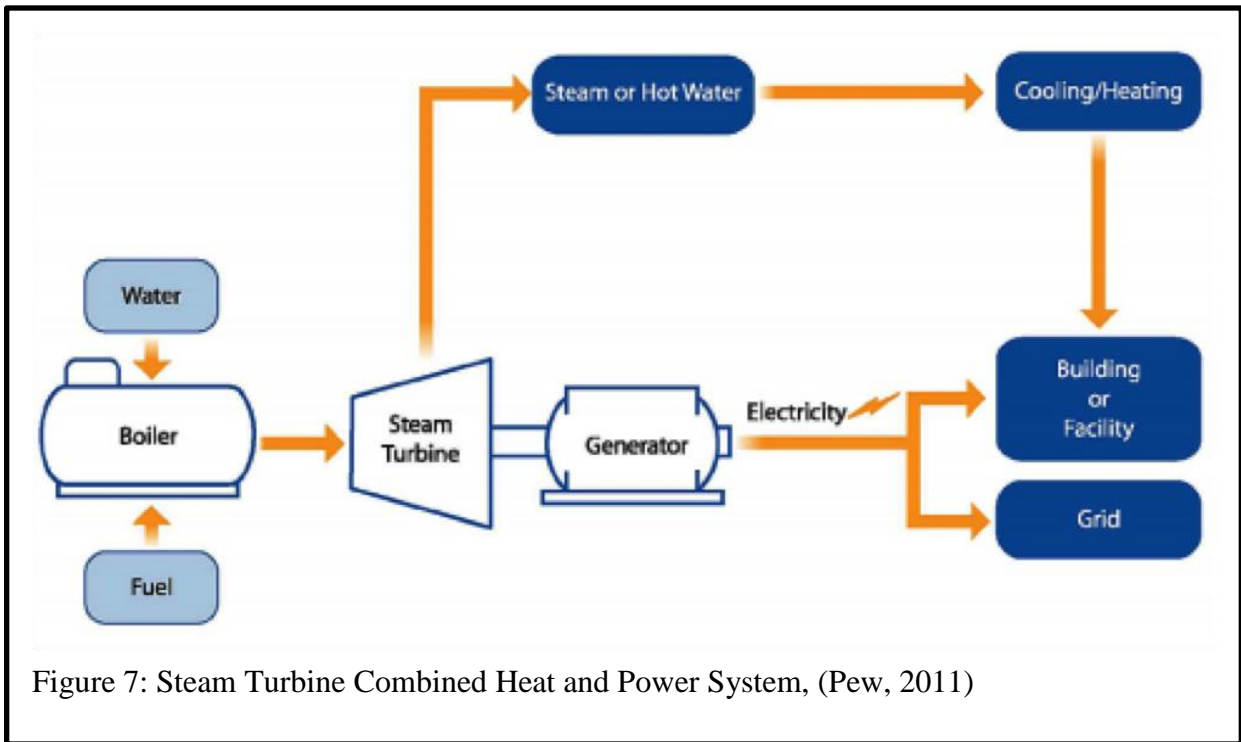 Steam or Hot Water
Cooling/Heating
Water
Boiler
Fuel
Steam
Turbine
Generator
Electricity
Building
or
Facility
Grid
Figure 7: Steam Turbine Combined Heat and Power System, (Pew, 2011)